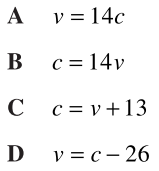 A v = 14c
B c = 14v
C c = v + 13
D v = c − 26